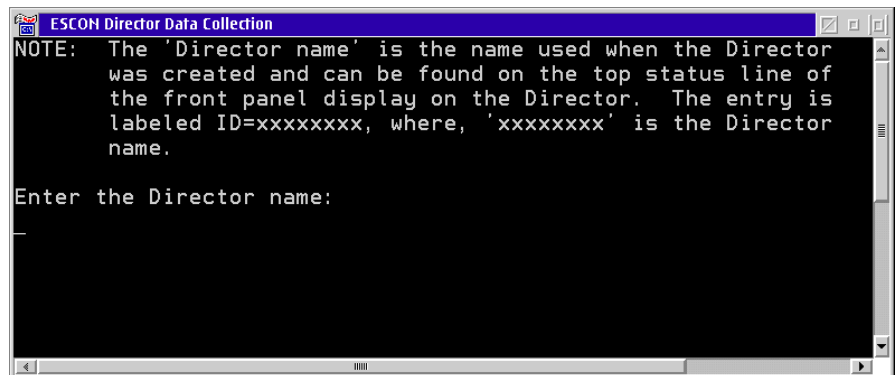 ESCON Director Data Collection
NOTE: The 'Director name' is the name used when the Director
was created and can be found on the top status line of
the front panel display on the Director. The entry is
labeled ID=xxxxxxxx, where, 'xxxxxxxx' is the Director
name.
Enter the Director name:
_